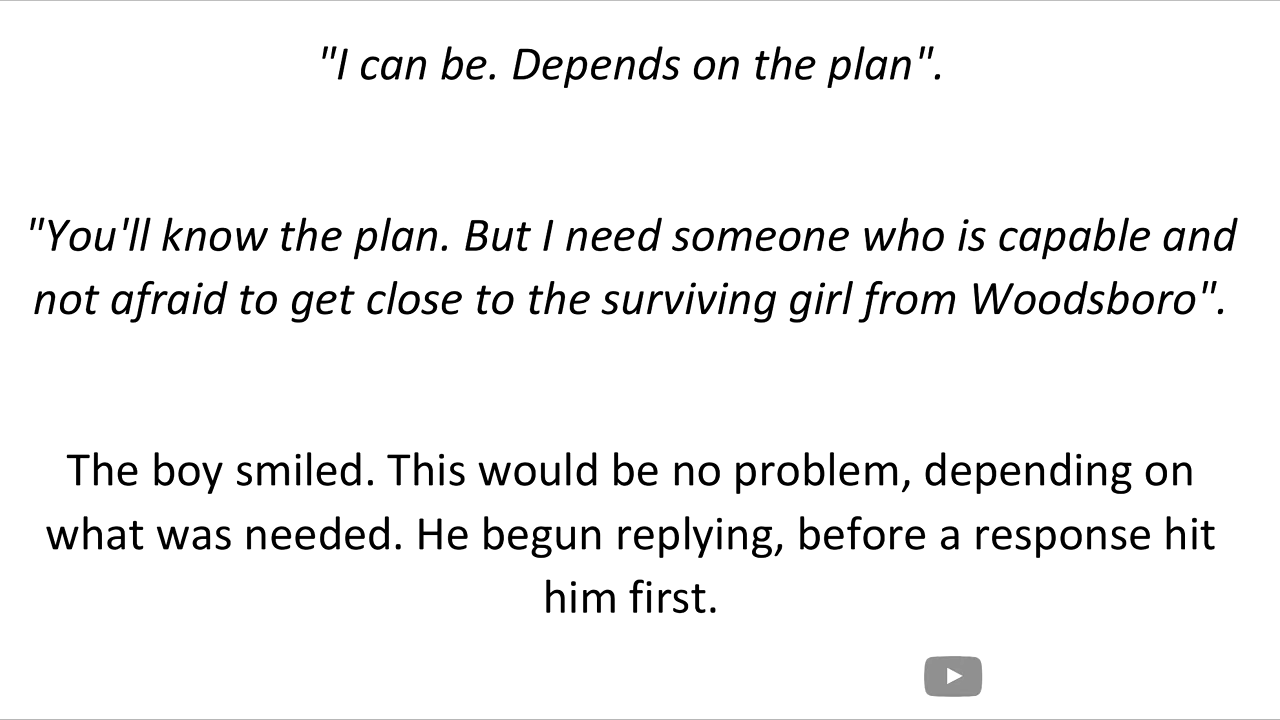 "I can be. Depends on the plan".
"You'll know the plan. But I need someone who is capable and
not afraid to get close to the surviving girl from Woodsboro".
The boy smiled. This would be no problem, depending on
what was needed. He begun replying, before a response hit
him first.